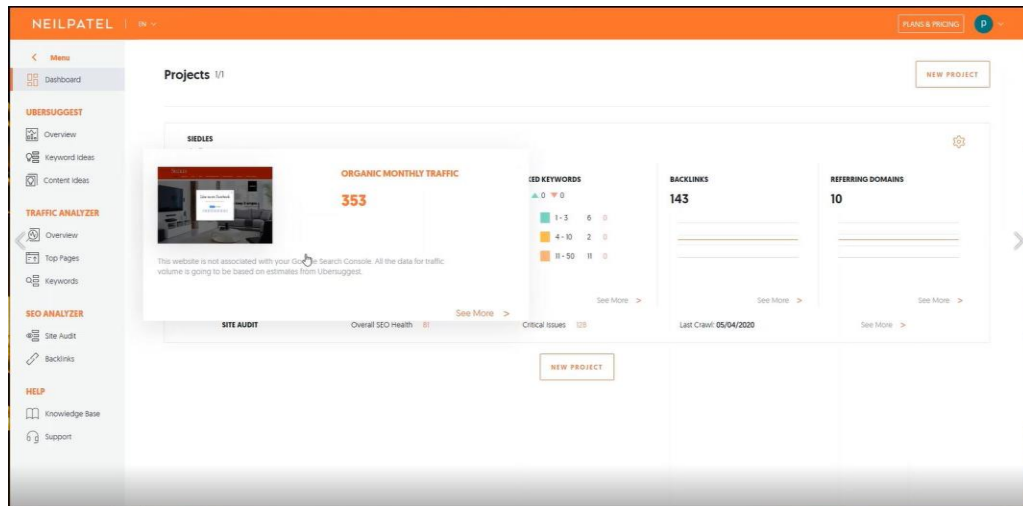 NEILPATEL
EN
PLANS & PRICING
P
Menu
Dashboard
Projects 1/1
NEW PROJECT
UBERSUGGEST
Overview
Keyword Ideas
Content Ideas
TRAFFIC ANALYZER
Overview
Top Pages
Keywords
SEO ANALYZER
Site Audit
Backlinks
HELP
Knowledge Base
Support
SIEDLES
ORGANIC MONTHLY TRAFFIC
353
This website is not associated with your Search Console. All the data for traffic
volume is going to be based on estimates from Ubersuggest.
See More >
KED KEYWORDS
0 0
1 - 3 6 0
4 - 10 2 0
11 - 50 11 0
See More >
BACKLINKS
143
See More >
REFERRING DOMAINS
10
See More >
SITE AUDIT
Overall SEO Health 81
Critical Issues 128
Last Crawl: 05/04/2020
See More >
NEW PROJECT